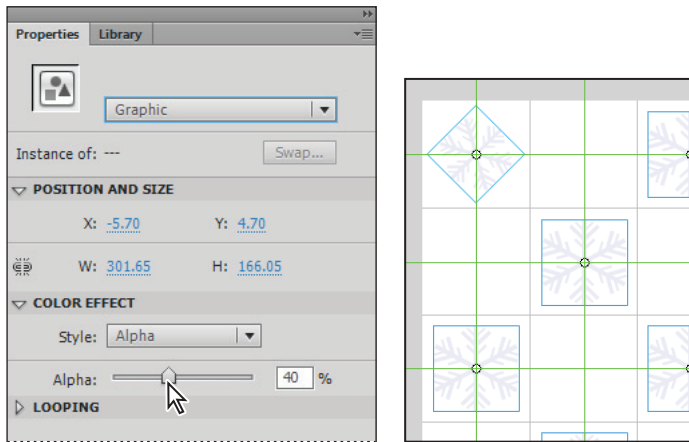 Properties Library
Graphic
Instance of: --- Swap...
POSITION AND SIZE
X: -5.70 Y: 4.70
W: 301.65 H: 166.05
COLOR EFFECT
Style: Alpha
Alpha: 40 %
LOOPING